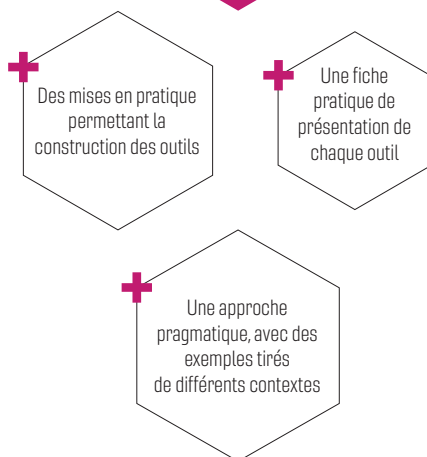 Des mises en pratique
permettant la
construction des outils
Une fiche
pratique de
présentation de
chaque outil
Une approche
pragmatique, avec des
exemples tirés
de différents contextes